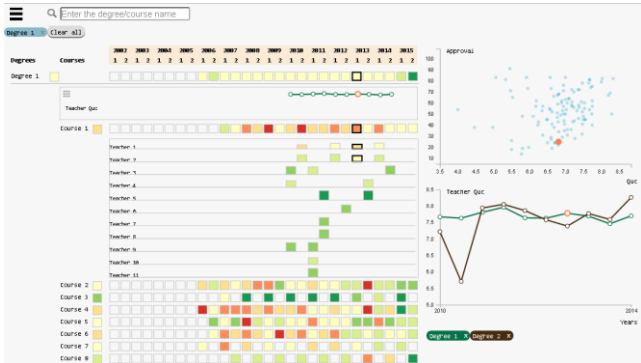 Enter the degree/course name
Degree 1 x Clear all
2002 2003 2004 2005 2006 2007 2008 2009 2010 2011 2012 2013 2014 2015
Degrees Courses 1 2 1 2 1 2 1 2 1 2 1 2 1 2 1 2 1 2 1 2 1 2 1 2 1 2 1 2
Degree 1
Teacher Quc
Course 1
Teacher 1
Teacher 2
Teacher 3
Teacher 4
Teacher 5
Teacher 6
Teacher 7
Teacher 8
Teacher 9
Teacher 10
Teacher 11
Course 2
Course 3
Course 4
Course 5
Course 6
Course 7
Course 8
Approval
100
90
80
70
60
50
40
30
20
10
3.5 4.0 4.5 5.0 5.5 6.0 6.5 7.0 7.5 8.0 8.5
Quc
Teacher Quc
8.5
8.0
7.5
7.0
6.5
6.0
5.5
5.0
2010 2014
Years
Degree 1 X Degree 2 X